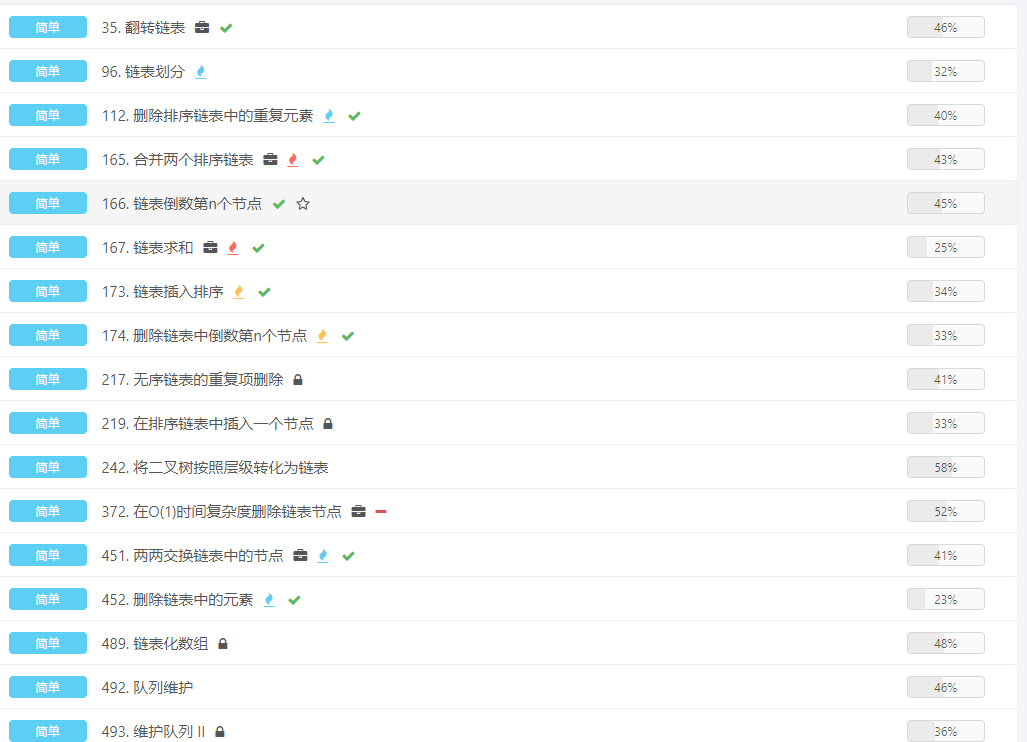 简单 35. 翻转链表 46%
简单 96. 链表划分 32%
简单 112. 删除排序链表中的重复元素 40%
简单 165. 合并两个排序链表 43%
简单 166. 链表倒数第n个节点 45%
简单 167. 链表求和 25%
简单 173. 链表插入排序 34%
简单 174. 删除链表中倒数第n个节点 33%
简单 217. 无序链表的重复项删除 41%
简单 219. 在排序链表中插入一个节点 33%
简单 242. 将二叉树按照层级转化为链表 58%
简单 372. 在O(1)时间复杂度删除链表节点 52%
简单 451. 两两交换链表中的节点 41%
简单 452. 删除链表中的元素 23%
简单 489. 链表化数组 48%
简单 492. 队列维护 46%
简单 493. 维护队列 II 36%